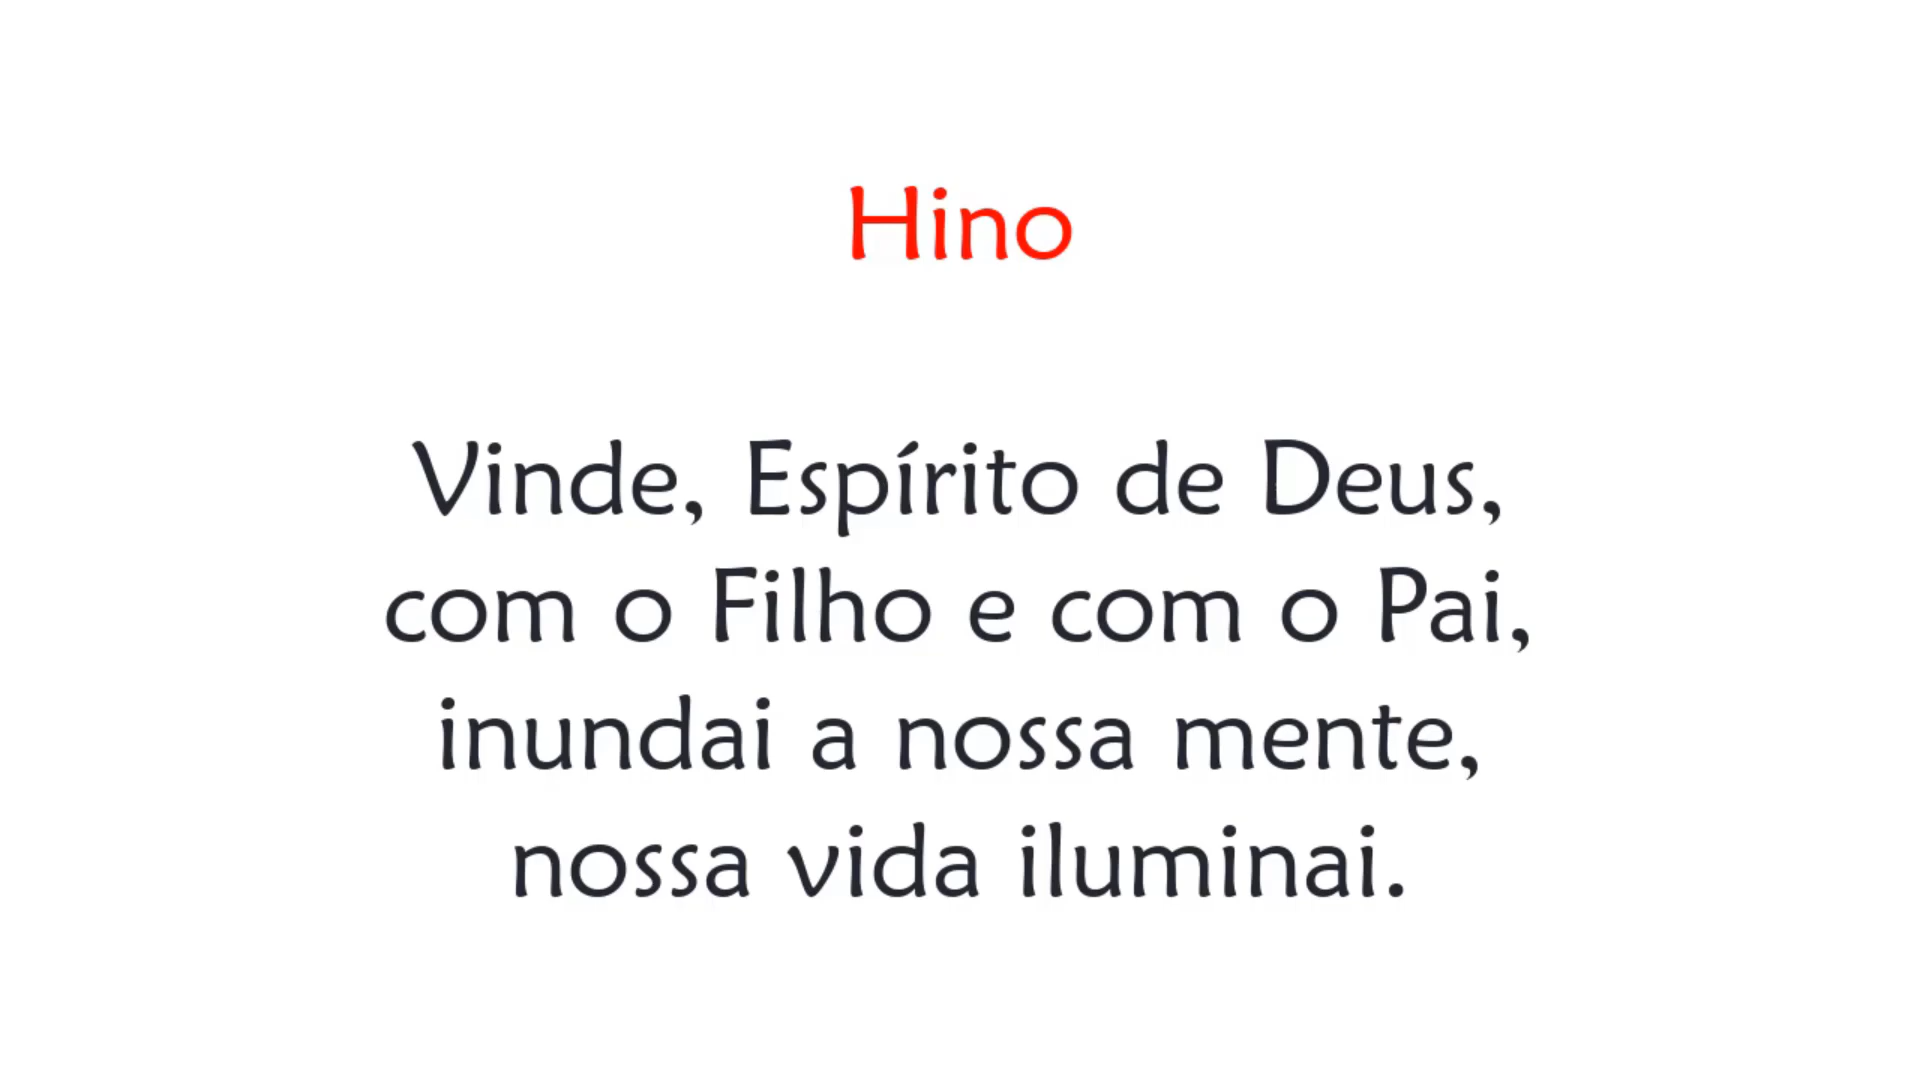 Hino
Vinde, Espírito de Deus,
com o Filho e com o Pai,
inundai a nossa mente,
nossa vida iluminai.